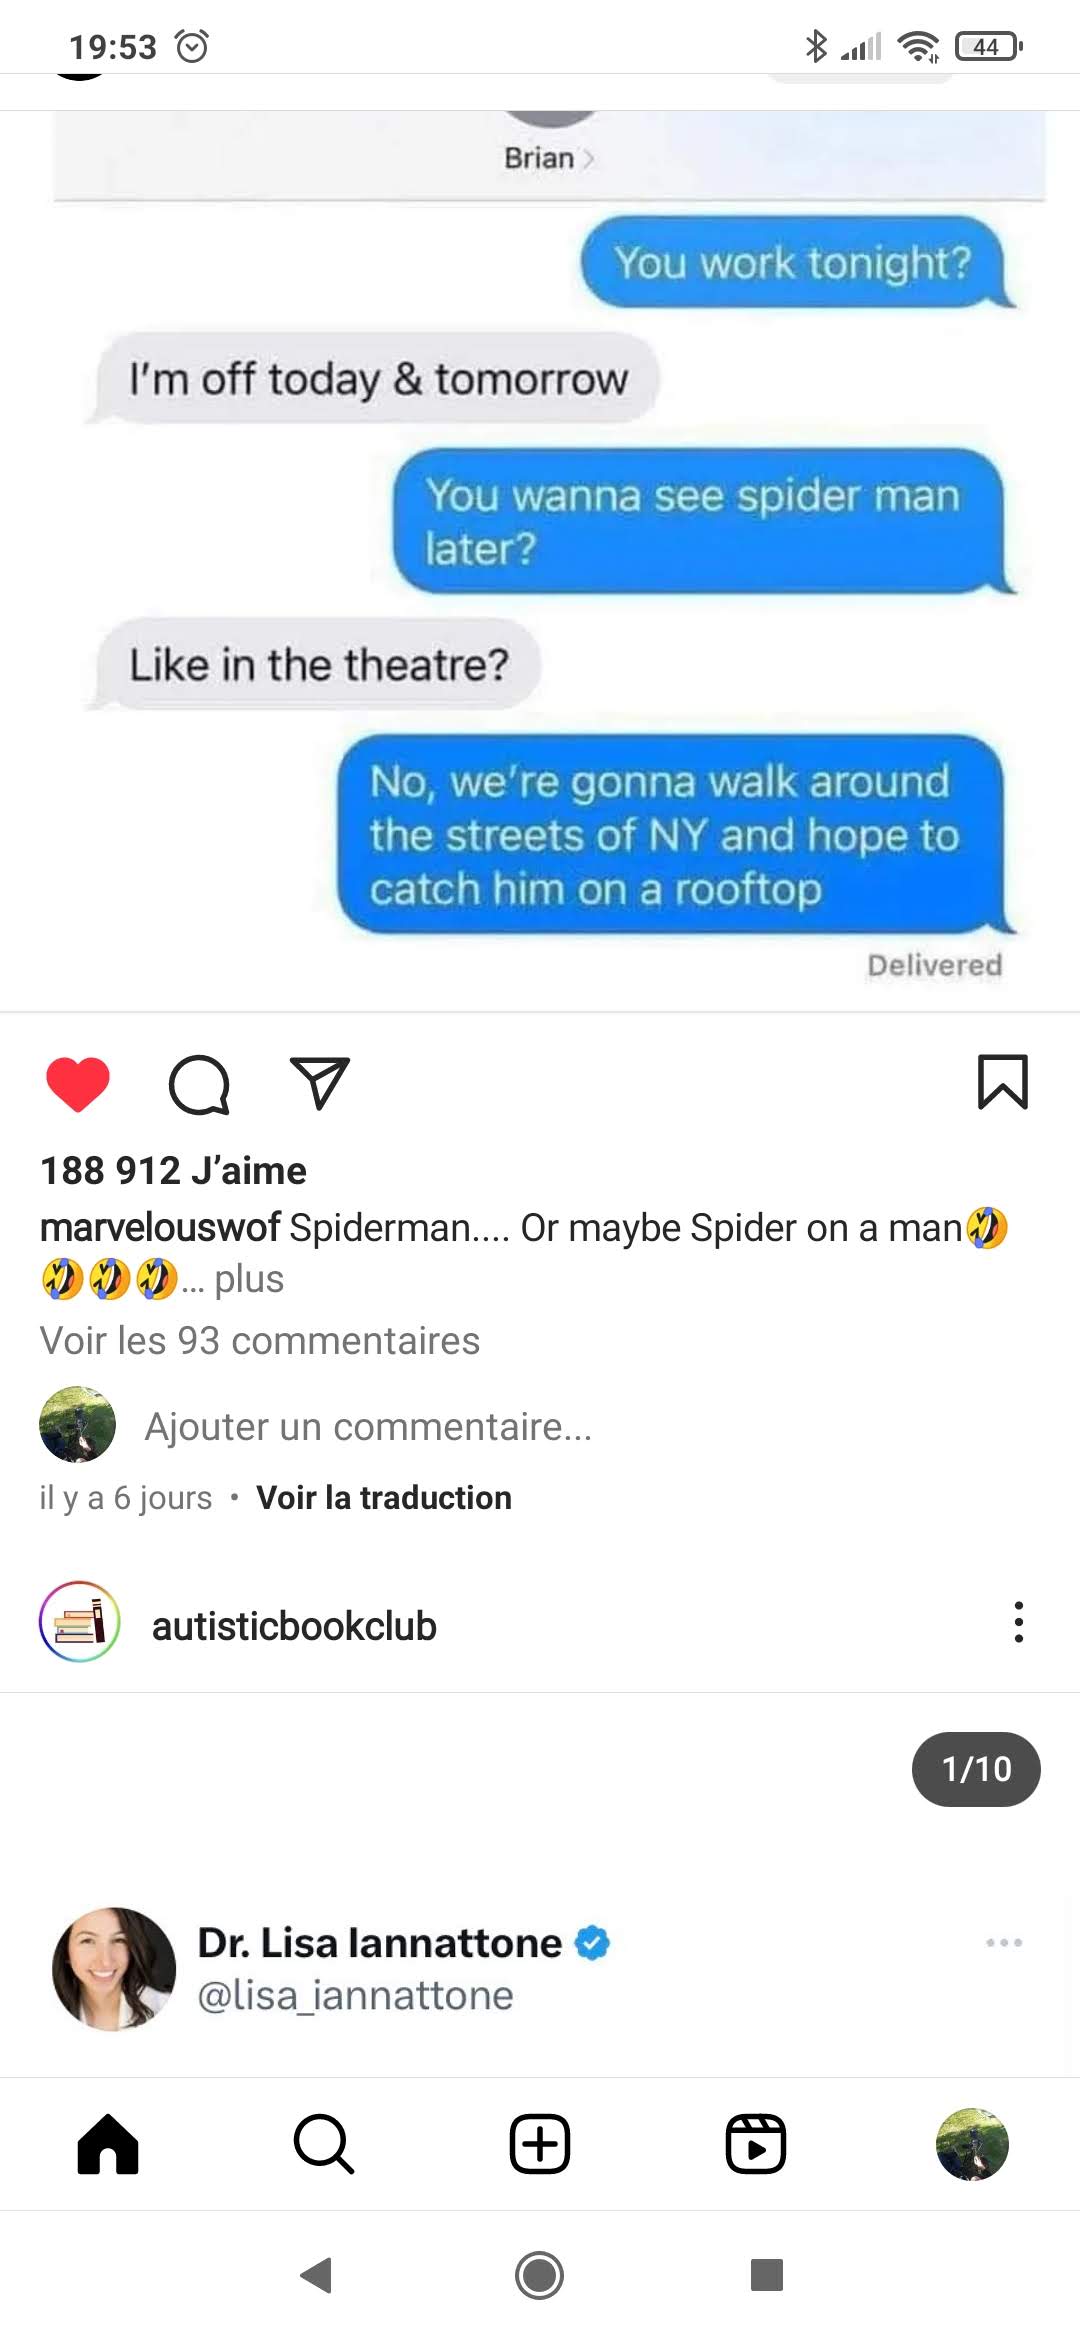 19:53
44
Brian >
You work tonight?
I'm off today & tomorrow
You wanna see spider man
later?
Like in the theatre?
No, we're gonna walk around
the streets of NY and hope to
catch him on a rooftop
Delivered
188 912 J'aime
marvelouswof Spiderman.... Or maybe Spider on a man🤣
🤣🤣🤣... plus
Voir les 93 commentaires
Ajouter un commentaire...
il y a 6 jours • Voir la traduction
autisticbookclub
1/10
Dr. Lisa Iannattone
@lisa_iannattone